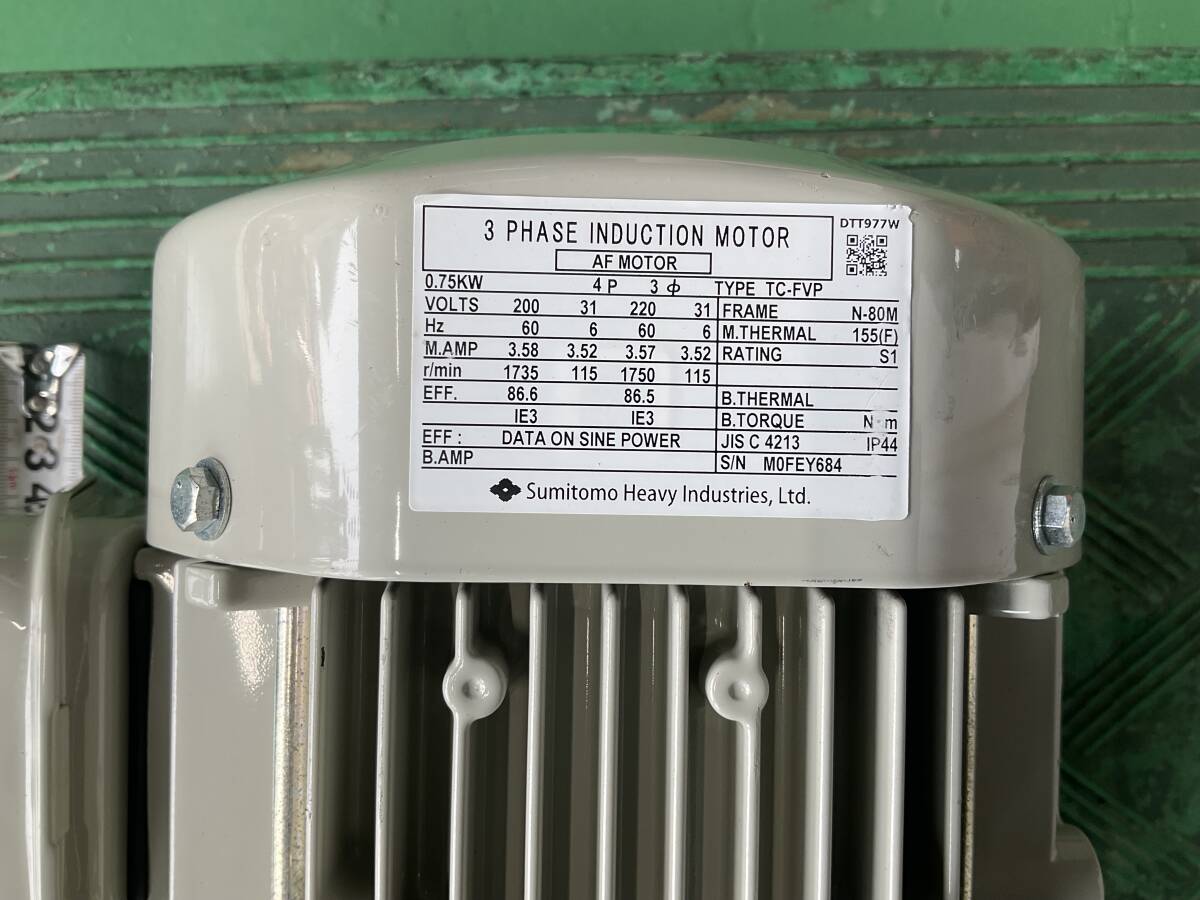 3 PHASE INDUCTION MOTOR
DTT977W
AF MOTOR
0.75KW 4P 3ϕ TYPE TC-FVP
VOLTS 200 31 220 31 FRAME N-80M
Hz 60 6 60 6 M.THERMAL 155(F)
M.AMP 3.58 3.52 3.57 3.52 RATING S1
r/min 1735 115 1750 115
EFF. 86.6 86.5 B.THERMAL
IE3 IE3 B.TORQUE N·m
EFF : DATA ON SINE POWER JIS C 4213 IP44
B.AMP S/N M0FEY684
Sumitomo Heavy Industries, Ltd.
2 3 4